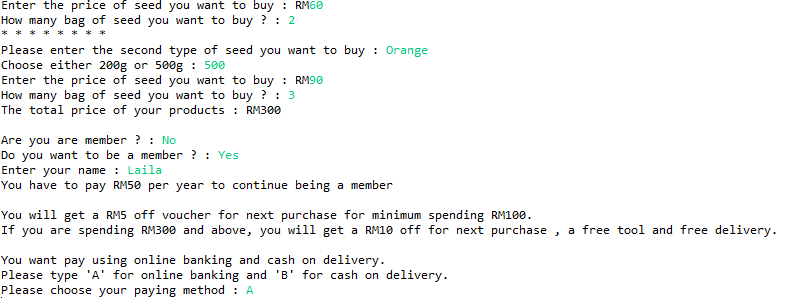 Enter the price of seed you want to buy : RM60
How many bag of seed you want to buy ? : 2
* * * * * * * *
Please enter the second type of seed you want to buy : Orange
Choose either 200g or 500g : 500
Enter the price of seed you want to buy : RM90
How many bag of seed you want to buy ? : 3
The total price of your products : RM300
Are you are member ? : No
Do you want to be a member ? : Yes
Enter your name : Laila
You have to pay RM50 per year to continue being a member
You will get a RM5 off voucher for next purchase for minimum spending RM100.
If you are spending RM300 and above, you will get a RM10 off for next purchase , a free tool and free delivery.
You want pay using online banking and cash on delivery.
Please type 'A' for online banking and 'B' for cash on delivery.
Please choose your paying method : A